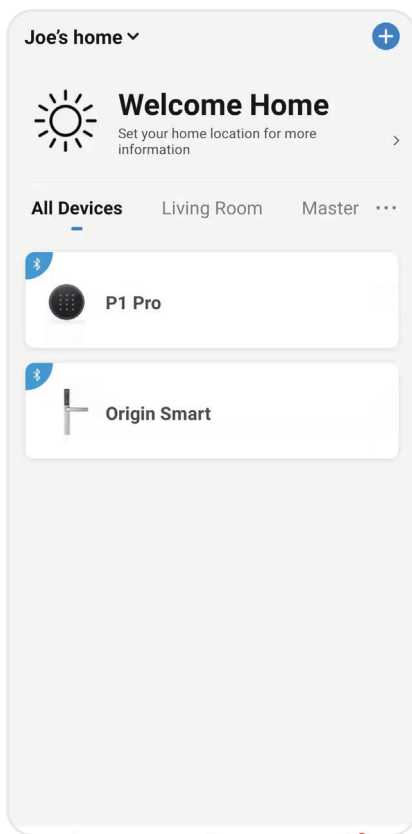 Joe’s home
Welcome Home
Set your home location for more
information
All Devices Living Room Master
P1 Pro
Origin Smart